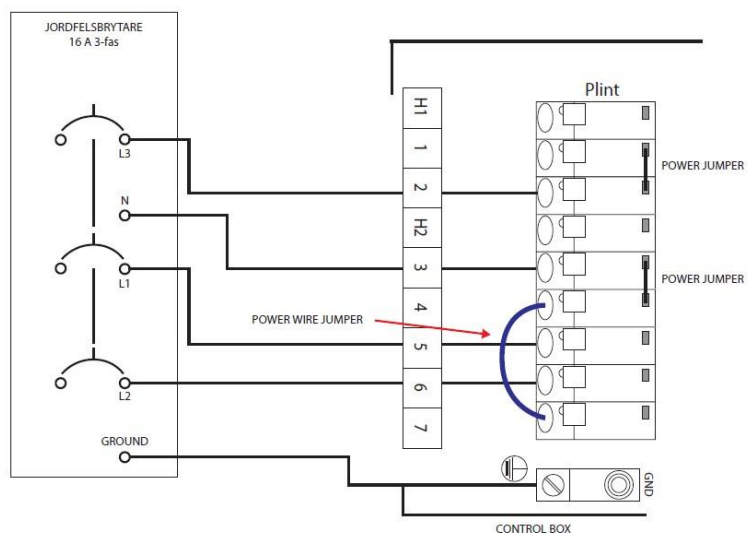 JORDFELSBRYTARE
16 A 3-fas
L3
N
L1
L2
GROUND
H1
1
2
H2
3
4
5
6
7
Plint
POWER JUMPER
POWER JUMPER
POWER WIRE JUMPER
GND
CONTROL BOX